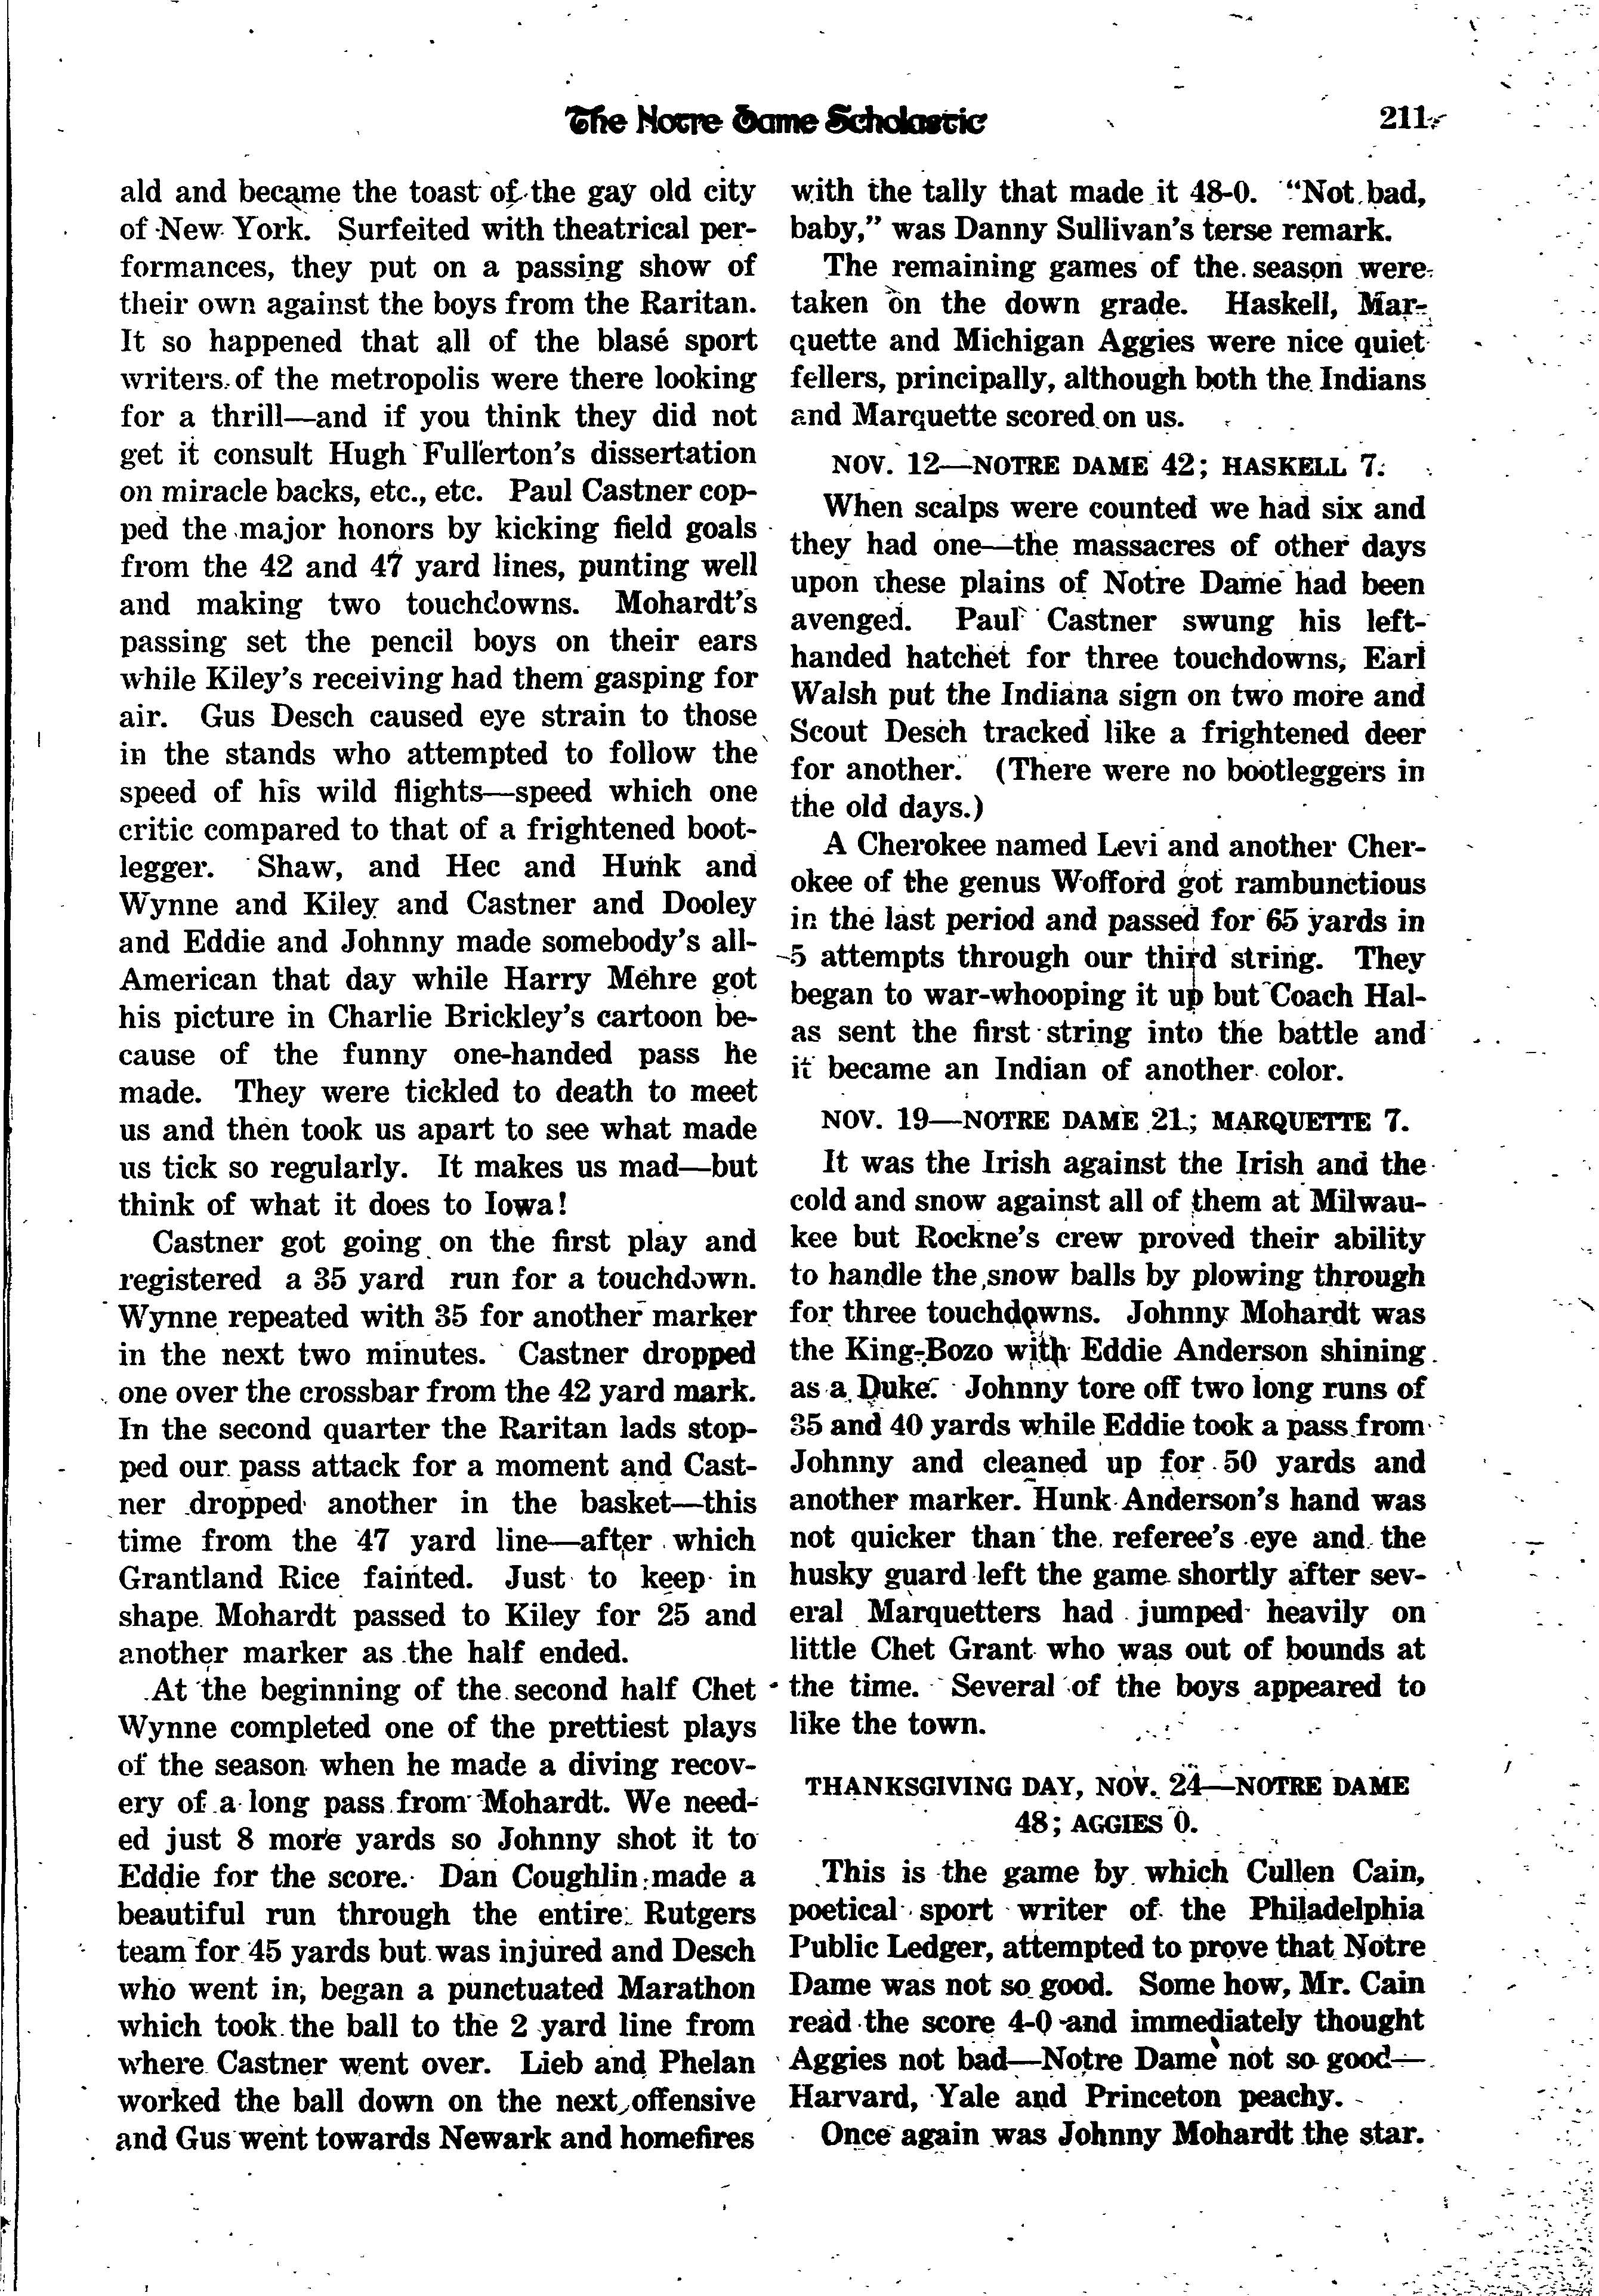 The Notre Dame Scholastic
211
ald and became the toast of the gay old city
of New York. Surfeited with theatrical per-
formances, they put on a passing show of
their own against the boys from the Raritan.
It so happened that all of the blasé sport
writers of the metropolis were there looking
for a thrill—and if you think they did not
get it consult Hugh Fullerton's dissertation
on miracle backs, etc., etc. Paul Castner cop-
ped the major honors by kicking field goals
from the 42 and 47 yard lines, punting well
and making two touchdowns. Mohardt's
passing set the pencil boys on their ears
while Kiley's receiving had them gasping for
air. Gus Desch caused eye strain to those
in the stands who attempted to follow the
speed of his wild flights—speed which one
critic compared to that of a frightened boot-
legger. Shaw, and Hec and Hunk and
Wynne and Kiley and Castner and Dooley
and Eddie and Johnny made somebody's all-
American that day while Harry Mehre got
his picture in Charlie Brickley's cartoon be-
cause of the funny one-handed pass he
made. They were tickled to death to meet
us and then took us apart to see what made
us tick so regularly. It makes us mad—but
think of what it does to Iowa!
Castner got going on the first play and
registered a 35 yard run for a touchdown.
Wynne repeated with 35 for another marker
in the next two minutes. Castner dropped
one over the crossbar from the 42 yard mark.
In the second quarter the Raritan lads stop-
ped our pass attack for a moment and Cast-
ner dropped another in the basket—this
time from the 47 yard line—after which
Grantland Rice fainted. Just to keep in
shape Mohardt passed to Kiley for 25 and
another marker as the half ended.
At the beginning of the second half Chet
Wynne completed one of the prettiest plays
of the season when he made a diving recov-
ery of a long pass from Mohardt. We need-
ed just 8 more yards so Johnny shot it to
Eddie for the score. Dan Coughlin made a
beautiful run through the entire Rutgers
team for 45 yards but was injured and Desch
who went in, began a punctuated Marathon
which took the ball to the 2 yard line from
where Castner went over. Lieb and Phelan
worked the ball down on the next offensive
and Gus went towards Newark and homefires
with the tally that made it 48-0. "Not bad,
baby," was Danny Sullivan's terse remark.
The remaining games of the season were
taken on the down grade. Haskell, Mar-
quette and Michigan Aggies were nice quiet
fellers, principally, although both the Indians
and Marquette scored on us.
NOV. 12—NOTRE DAME 42; HASKELL 7.
When scalps were counted we had six and
they had one—the massacres of other days
upon these plains of Notre Dame had been
avenged. Paul Castner swung his left-
handed hatchet for three touchdowns, Earl
Walsh put the Indiana sign on two more and
Scout Desch tracked like a frightened deer
for another. (There were no bootleggers in
the old days.)
A Cherokee named Levi and another Cher-
okee of the genus Wofford got rambunctious
in the last period and passed for 65 yards in
5 attempts through our third string. They
began to war-whooping it up but Coach Hal-
as sent the first string into the battle and
it became an Indian of another color.
NOV. 19—NOTRE DAME 21; MARQUETTE 7.
It was the Irish against the Irish and the
cold and snow against all of them at Milwau-
kee but Rockne's crew proved their ability
to handle the snow balls by plowing through
for three touchdowns. Johnny Mohardt was
the King-Bozo with Eddie Anderson shining
as a Duke. Johnny tore off two long runs of
35 and 40 yards while Eddie took a pass from
Johnny and cleaned up for 50 yards and
another marker. Hunk Anderson's hand was
not quicker than the referee's eye and the
husky guard left the game shortly after sev-
eral Marquetters had jumped heavily on
little Chet Grant who was out of bounds at
the time. Several of the boys appeared to
like the town.
THANKSGIVING DAY, NOV. 24—NOTRE DAME
48; AGGIES 0.
This is the game by which Cullen Cain,
poetical sport writer of the Philadelphia
Public Ledger, attempted to prove that Notre
Dame was not so good. Some how, Mr. Cain
read the score 4-0 and immediately thought
Aggies not bad—Notre Dame not so good—
Harvard, Yale and Princeton peachy.
Once again was Johnny Mohardt the star.